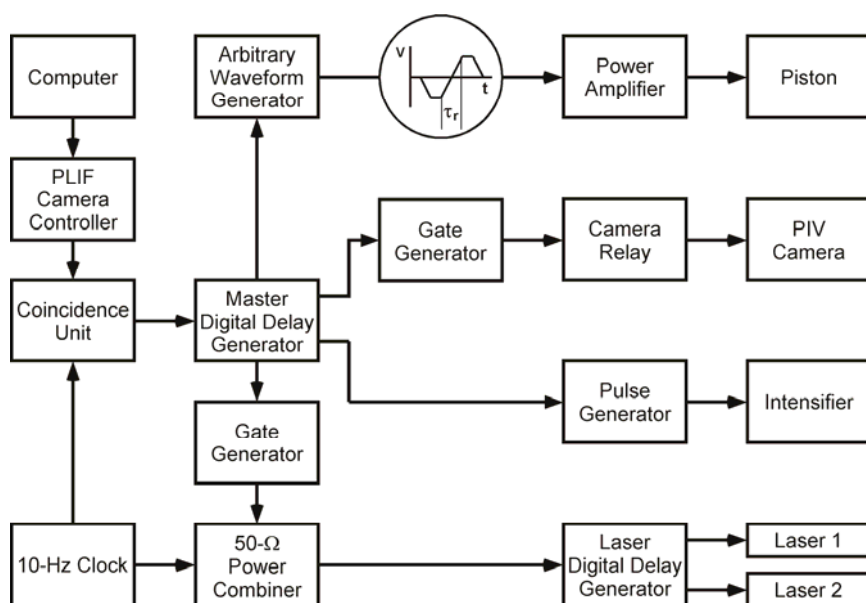 Computer
Arbitrary
Waveform
Generator
V
t
τr
Power
Amplifier
Piston
PLIF
Camera
Controller
Gate
Generator
Camera
Relay
PIV
Camera
Coincidence
Unit
Master
Digital Delay
Generator
Pulse
Generator
Intensifier
Gate
Generator
10-Hz Clock
50-Ω
Power
Combiner
Laser
Digital Delay
Generator
Laser 1
Laser 2